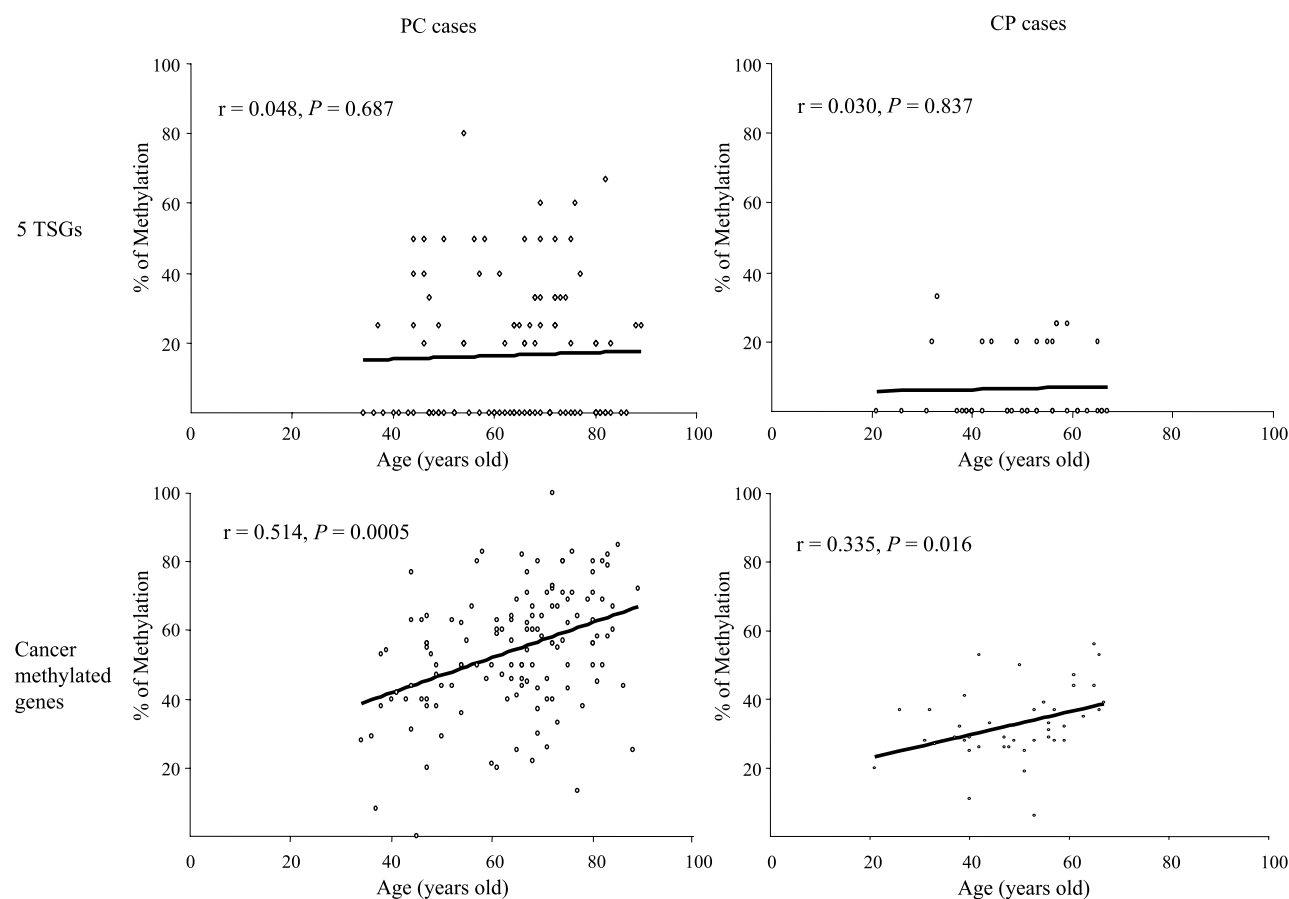 PC cases
CP cases
5 TSGs
% of Methylation
100
80
60
40
20
r = 0.048, P = 0.687
0 20 40 60 80 100
Age (years old)
% of Methylation
100
80
60
40
20
r = 0.030, P = 0.837
0 20 40 60 80 100
Age (years old)
Cancer
methylated
genes
% of Methylation
100
80
60
40
20
r = 0.514, P = 0.0005
0 20 40 60 80 100
Age (years old)
% of Methylation
100
80
60
40
20
r = 0.335, P = 0.016
0 20 40 60 80 100
Age (years old)